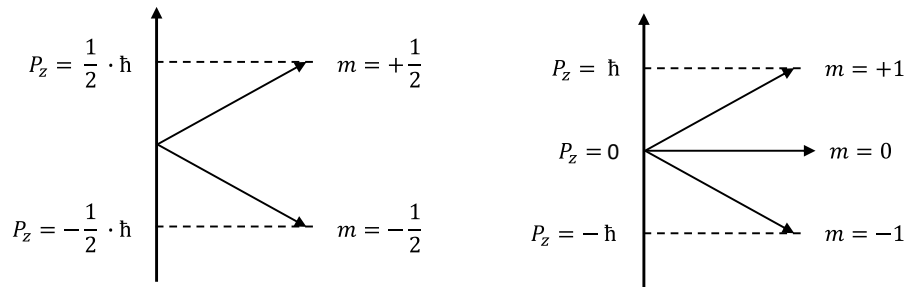 P_z = 1/2 · ħ
m = +1/2
P_z = −1/2 · ħ
m = −1/2
P_z = ħ
m = +1
P_z = 0
m = 0
P_z = − ħ
m = −1